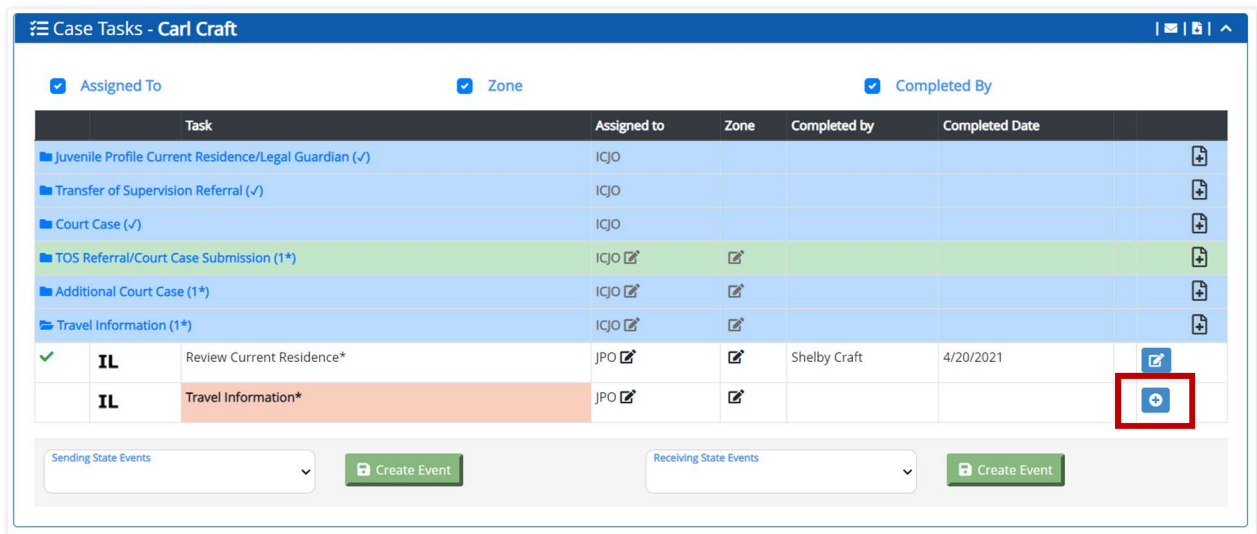 Case Tasks - Carl Craft
Assigned To Zone Completed By
Task Assigned to Zone Completed by Completed Date
Juvenile Profile Current Residence/Legal Guardian (✓) ICJO
Transfer of Supervision Referral (✓) ICJO
Court Case (✓) ICJO
TOS Referral/Court Case Submission (1*) ICJO
Additional Court Case (1*) ICJO
Travel Information (1*) ICJO
IL Review Current Residence* JPO Shelby Craft 4/20/2021
IL Travel Information* JPO
Sending State Events Create Event Receiving State Events Create Event